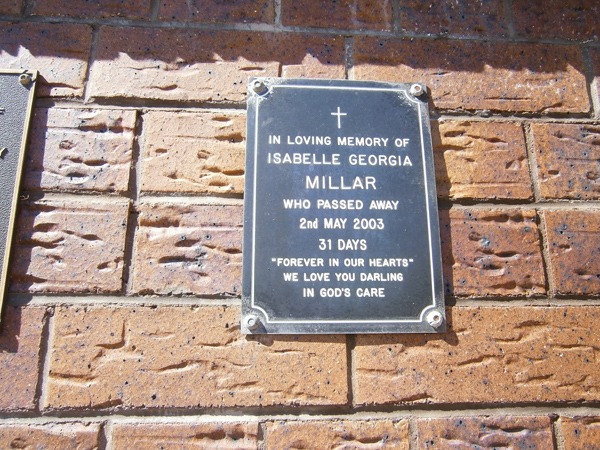 IN LOVING MEMORY OF
ISABELLE GEORGIA
MILLAR
WHO PASSED AWAY
2nd MAY 2003
31 DAYS
"FOREVER IN OUR HEARTS"
WE LOVE YOU DARLING
IN GOD'S CARE